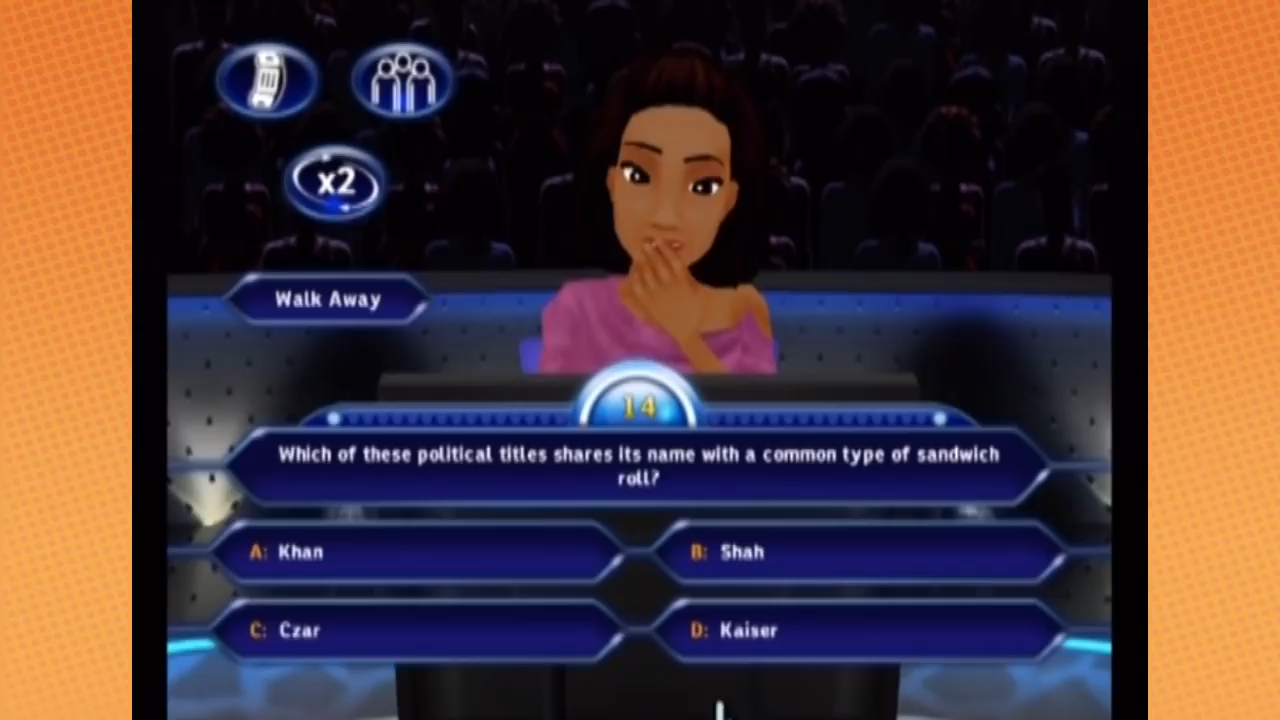 x2
Walk Away
14
Which of these political titles shares its name with a common type of sandwich
roll?
A: Khan
B: Shah
C: Czar
D: Kaiser